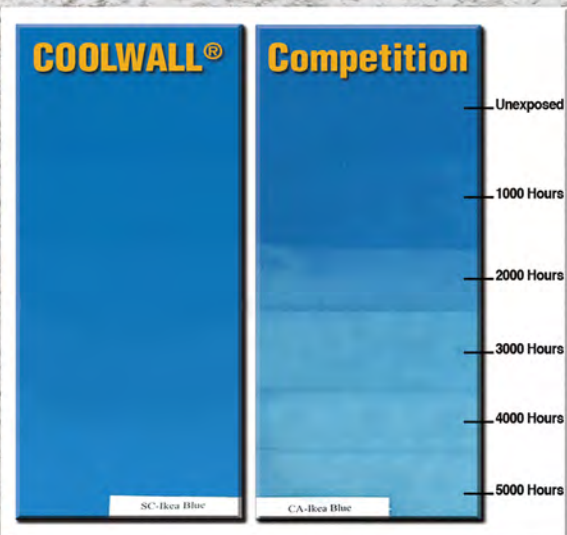 COOLWALL®
Competition
Unexposed
1000 Hours
2000 Hours
3000 Hours
4000 Hours
5000 Hours
SC-Ikea Blue
CA-Ikea Blue